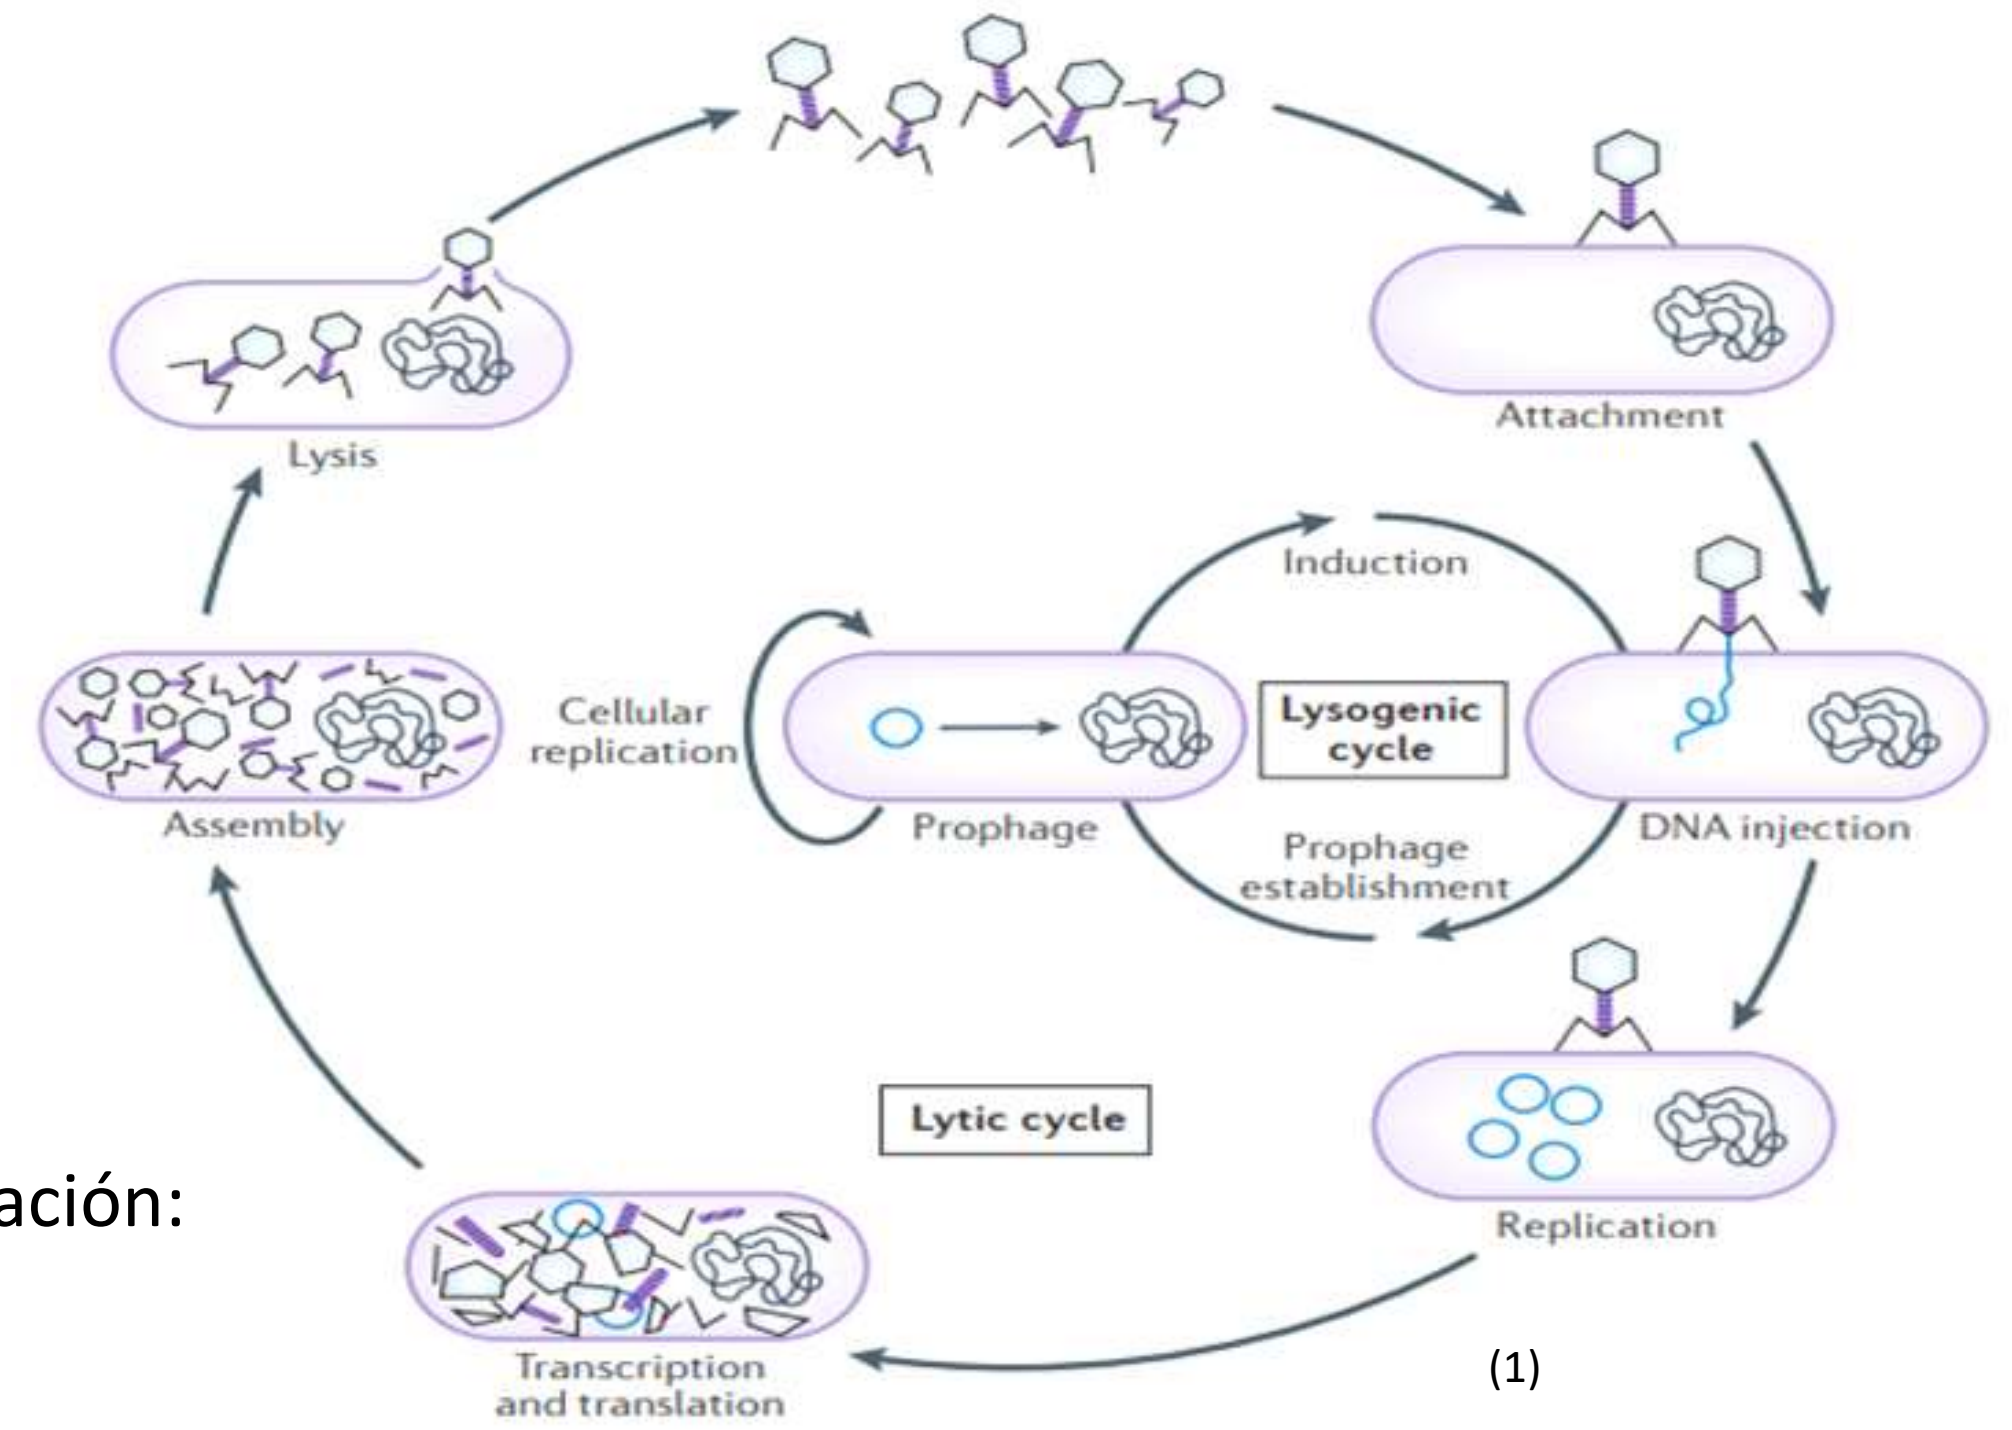 Attachment
Lysis
Induction
Cellular
replication
Lysogenic
cycle
Assembly
Prophage
DNA injection
Prophage
establishment
Lytic cycle
ación:
Replication
Transcription
and translation
(1)